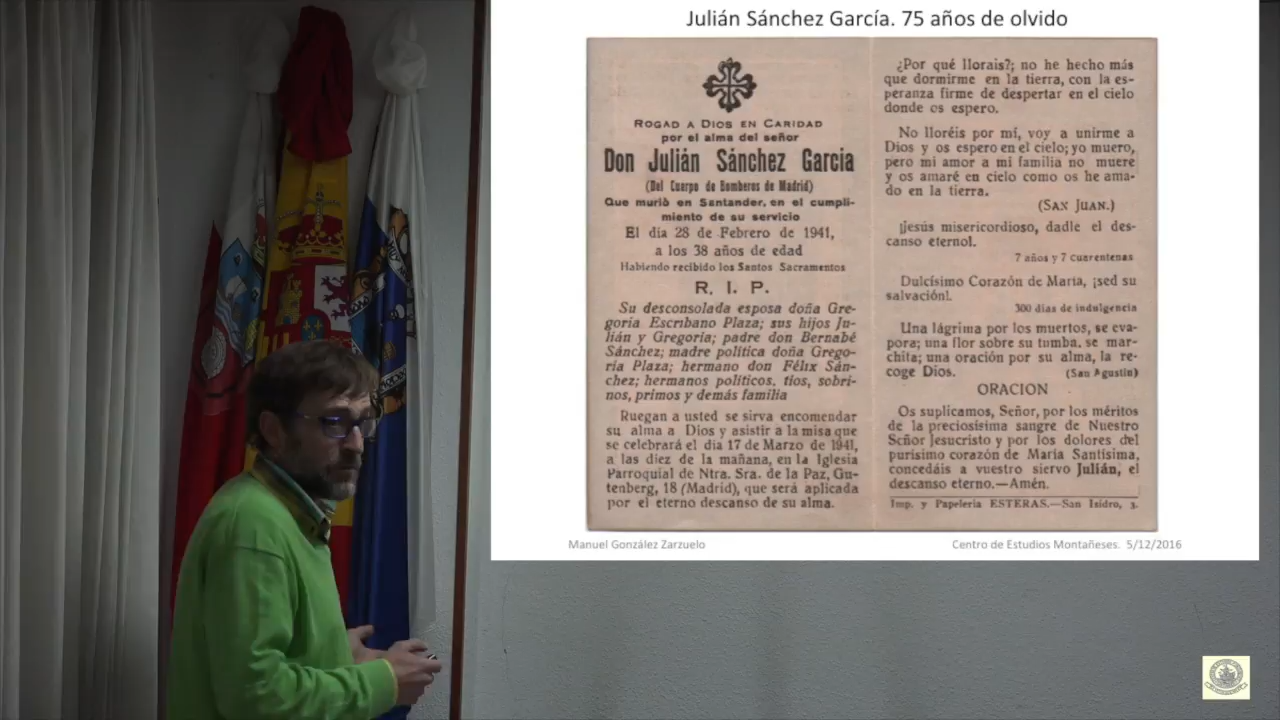 Julián Sánchez García. 75 años de olvido
ROGAD A DIOS EN CARIDAD
por el alma del señor
Don Julián Sánchez Garcia
(Del Cuerpo de Bomberos de Madrid)
Que murió en Santander, en el cumpli-
miento de su servicio
El día 28 de Febrero de 1941,
a los 38 años de edad
Habiendo recibido los Santos Sacramentos
R. I. P.
Su desconsolada esposa doña Gre-
goria Escribano Plaza; sus hijos Ju-
lián y Gregoria; padre don Bernabé
Sánchez; madre política doña Grego-
ria Plaza; hermano don Félix Sán-
chez; hermanos políticos, tíos, sobri-
nos, primos y demás familia
Ruegan a usted se sirva encomendar
su alma a Dios y asistir a la misa que
se celebrará el día 17 de Marzo de 1941,
a las diez de la mañana, en la Iglesia
Parroquial de Ntra. Sra. de la Paz, Gu-
tenberg, 18 (Madrid), que será aplicada
por el eterno descanso de su alma.
¿Por qué llorais?; no he hecho más
que dormirme en la tierra, con la es-
peranza firme de despertar en el cielo
donde os espero.
No lloréis por mí, voy a unirme a
Dios y os espero en el cielo; yo muero,
pero mi amor a mi familia no muere
y os amaré en cielo como os he ama-
do en la tierra.
(SAN JUAN.)
¡Jesús misericordioso, dadle el des-
canso eterno!.
7 años y 7 Cuarentenas
Dulcísimo Corazón de María, ¡sed su
salvación!.
300 días de indulgencia
Una lágrima por los muertos, se eva-
pora; una flor sobre su tumba, se mar-
chita; una oración por su alma, la re-
coge Dios. (San Agustín)
ORACION
Os suplicamos, Señor, por los méritos
de la preciosísima sangre de Nuestro
Señor Jesucristo y por los dolores del
purísimo corazón de María Santísima,
concedáis a vuestro siervo Julián, el
descanso eterno.—Amén.
Imp. y Papelería ESTERAS.—San Isidro, 3.
Manuel González Zarzuelo
Centro de Estudios Montañeses. 5/12/2016